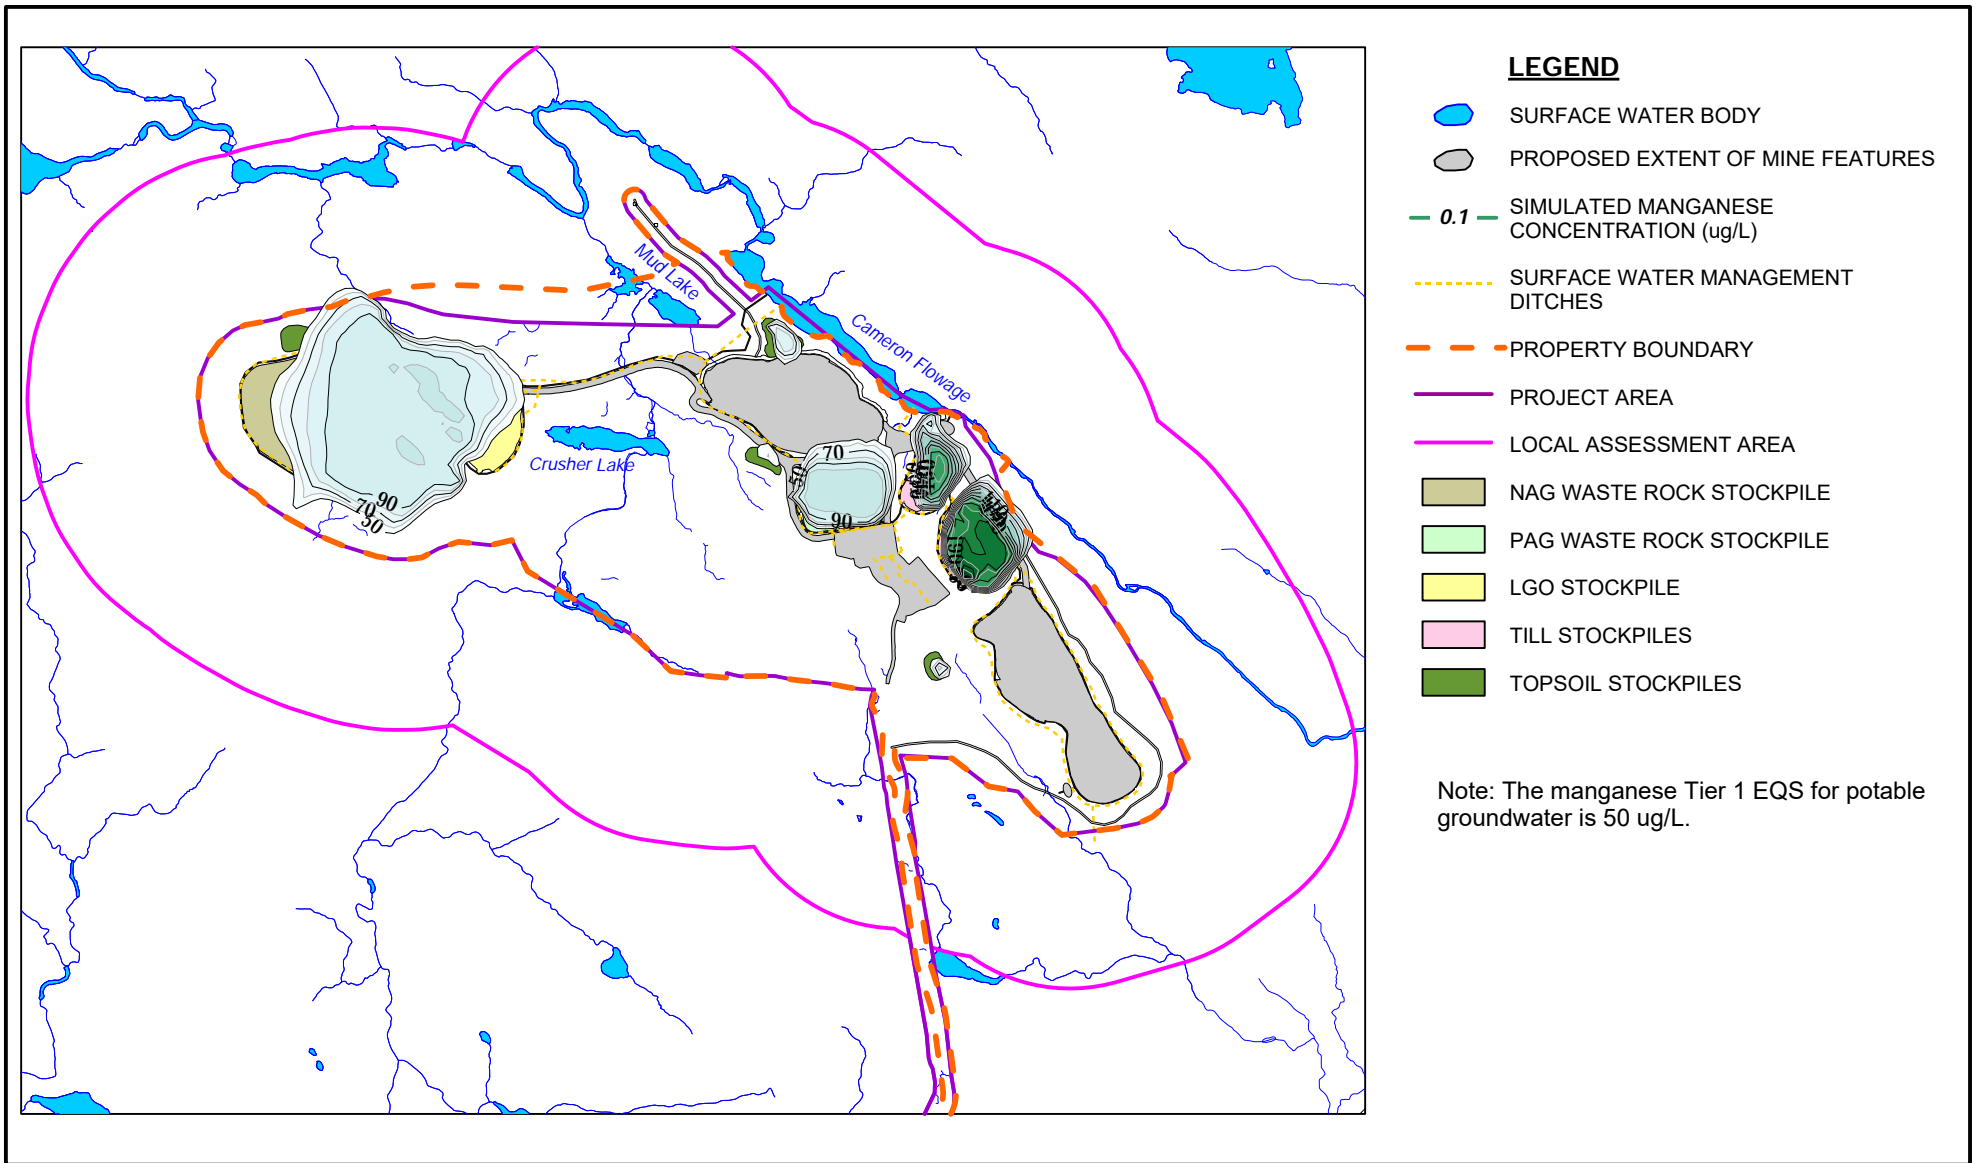 LEGEND
SURFACE WATER BODY
PROPOSED EXTENT OF MINE FEATURES
0.1
SIMULATED MANGANESE
CONCENTRATION (ug/L)
SURFACE WATER MANAGEMENT
DITCHES
PROPERTY BOUNDARY
PROJECT AREA
LOCAL ASSESSMENT AREA
NAG WASTE ROCK STOCKPILE
PAG WASTE ROCK STOCKPILE
LGO STOCKPILE
TILL STOCKPILES
TOPSOIL STOCKPILES
Note: The manganese Tier 1 EQS for potable
groundwater is 50 ug/L.
Mud Lake
Cameron Flowage
Crusher Lake
90
70
50
70
50
90